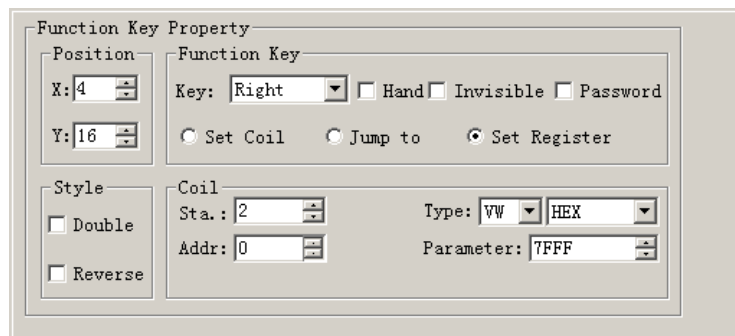 Function Key Property
Position
X: 4
Y: 16
Function Key
Key: Right Hand Invisible Password
Set Coil Jump to Set Register
Style
Double
Reverse
Coil
Sta.: 2 Type: VW HEX
Addr: 0 Parameter: 7FFF